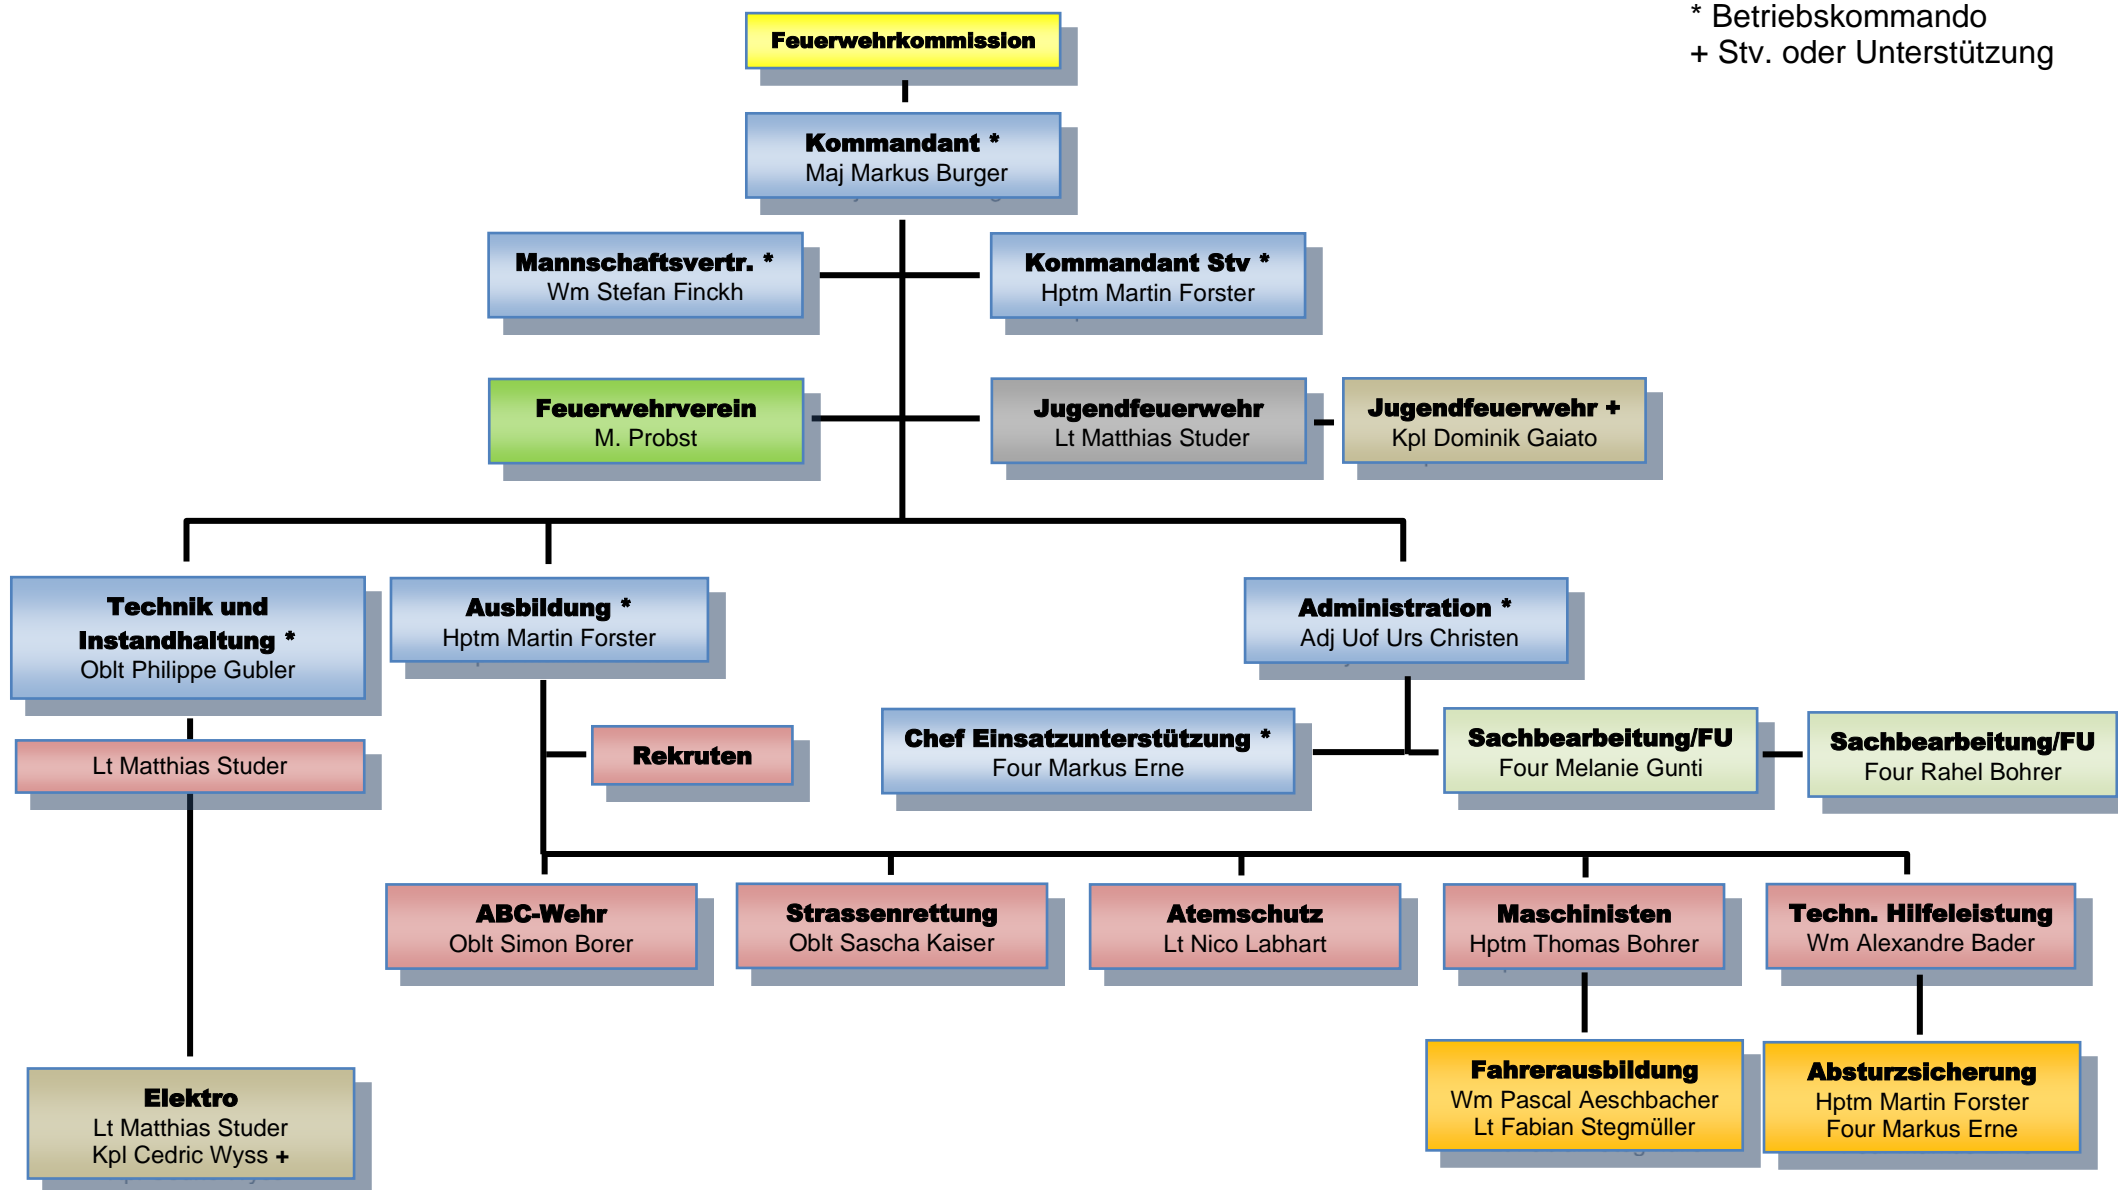 * Betriebskommando
+ Stv. oder Unterstützung
Feuerwehrkommission
Kommandant *
Maj Markus Burger
Mannschaftsvertr. *
Wm Stefan Finckh
Kommandant Stv *
Hptm Martin Forster
Feuerwehrverein
M. Probst
Jugendfeuerwehr
Lt Matthias Studer
Jugendfeuerwehr +
Kpl Dominik Gaiato
Technik und
Instandhaltung *
Oblt Philippe Gubler
Ausbildung *
Hptm Martin Forster
Administration *
Adj Uof Urs Christen
Lt Matthias Studer
Rekruten
Chef Einsatzunterstützung *
Four Markus Erne
Sachbearbeitung/FU
Four Melanie Gunti
Sachbearbeitung/FU
Four Rahel Bohrer
ABC-Wehr
Oblt Simon Borer
Strassenrettung
Oblt Sascha Kaiser
Atemschutz
Lt Nico Labhart
Maschinisten
Hptm Thomas Bohrer
Techn. Hilfeleistung
Wm Alexandre Bader
Elektro
Lt Matthias Studer
Kpl Cedric Wyss +
Fahrerausbildung
Wm Pascal Aeschbacher
Lt Fabian Stegmüller
Absturzsicherung
Hptm Martin Forster
Four Markus Erne